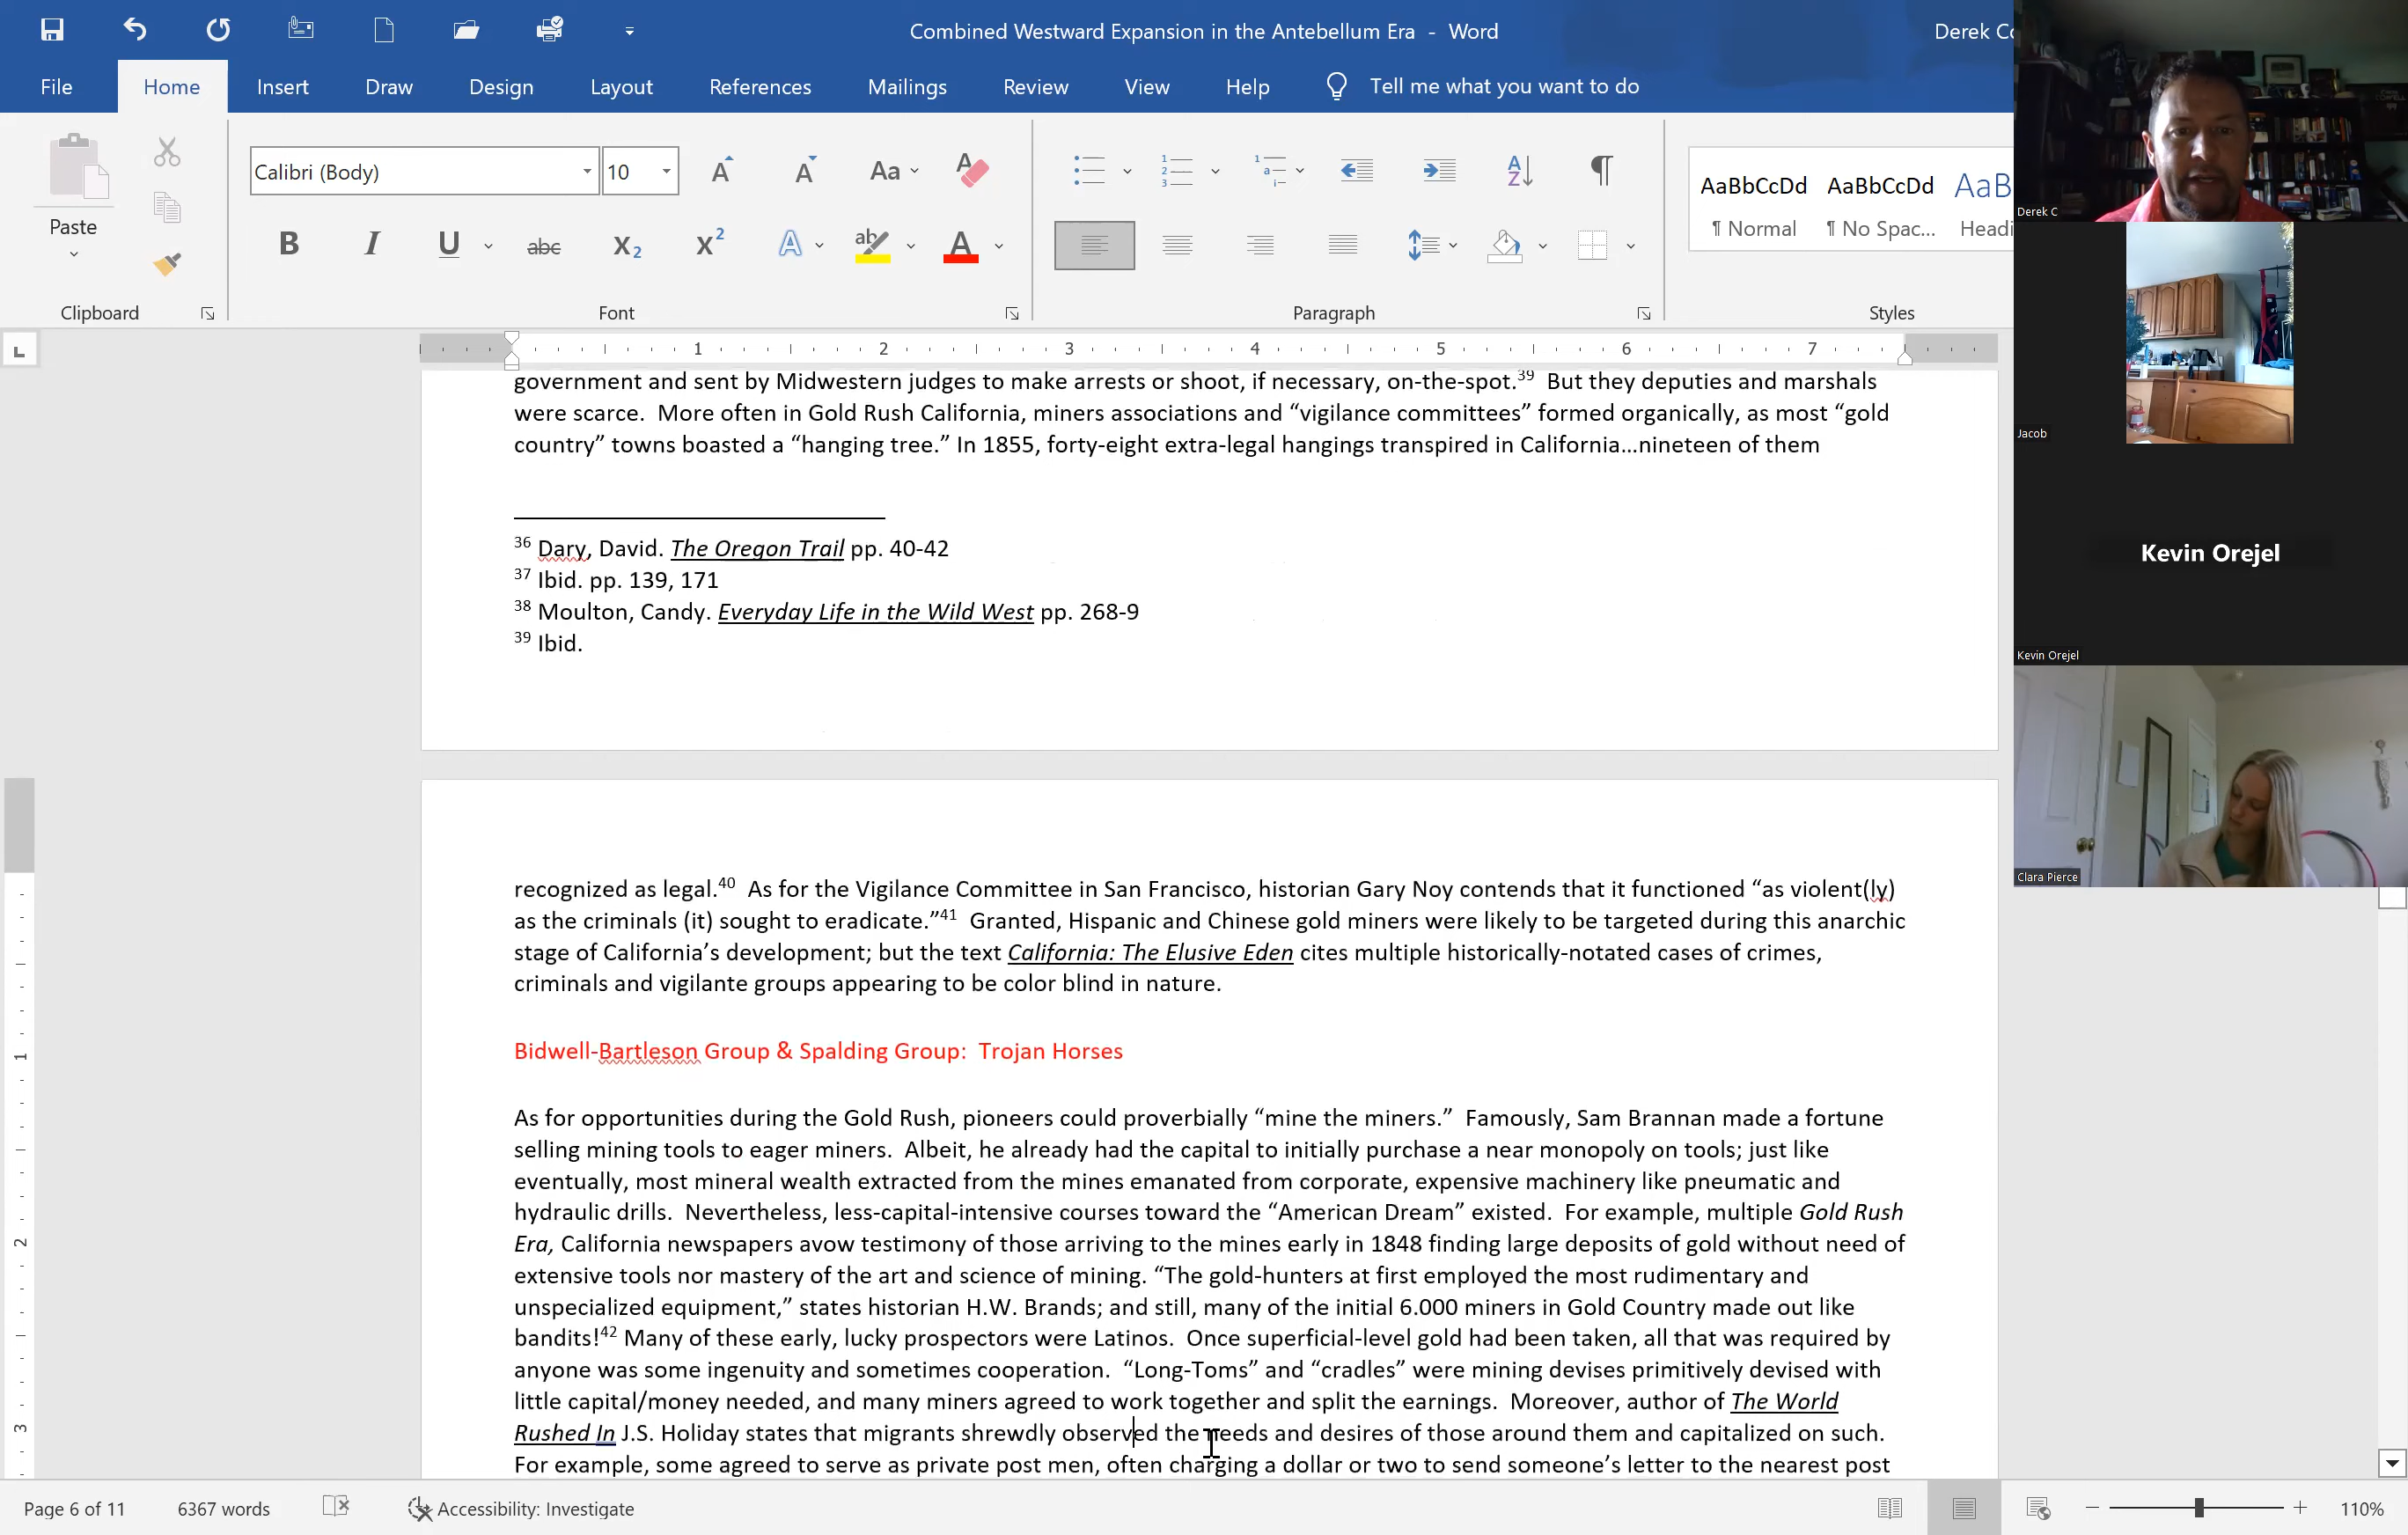 Combined Westward Expansion in the Antebellum Era - Word
Derek Co
File Home Insert Draw Design Layout References Mailings Review View Help Tell me what you want to do
Paste
Calibri (Body) 10
AaBbCcDd AaBbCcDd AaB
¶ Normal ¶ No Spac... Headi
Clipboard Font Paragraph Styles
1 2 3 4 5 6 7
government and sent by Midwestern judges to make arrests or shoot, if necessary, on-the-spot.39 But they deputies and marshals
were scarce. More often in Gold Rush California, miners associations and “vigilance committees” formed organically, as most “gold
country” towns boasted a “hanging tree.” In 1855, forty-eight extra-legal hangings transpired in California…nineteen of them
36 Dary, David. The Oregon Trail pp. 40-42
37 Ibid. pp. 139, 171
38 Moulton, Candy. Everyday Life in the Wild West pp. 268-9
39 Ibid.
recognized as legal.40 As for the Vigilance Committee in San Francisco, historian Gary Noy contends that it functioned “as violent(ly)
as the criminals (it) sought to eradicate.”41 Granted, Hispanic and Chinese gold miners were likely to be targeted during this anarchic
stage of California’s development; but the text California: The Elusive Eden cites multiple historically-notated cases of crimes,
criminals and vigilante groups appearing to be color blind in nature.
Bidwell-Bartleson Group & Spalding Group: Trojan Horses
As for opportunities during the Gold Rush, pioneers could proverbially “mine the miners.” Famously, Sam Brannan made a fortune
selling mining tools to eager miners. Albeit, he already had the capital to initially purchase a near monopoly on tools; just like
eventually, most mineral wealth extracted from the mines emanated from corporate, expensive machinery like pneumatic and
hydraulic drills. Nevertheless, less-capital-intensive courses toward the “American Dream” existed. For example, multiple Gold Rush
Era, California newspapers avow testimony of those arriving to the mines early in 1848 finding large deposits of gold without need of
extensive tools nor mastery of the art and science of mining. “The gold-hunters at first employed the most rudimentary and
unspecialized equipment,” states historian H.W. Brands; and still, many of the initial 6.000 miners in Gold Country made out like
bandits!42 Many of these early, lucky prospectors were Latinos. Once superficial-level gold had been taken, all that was required by
anyone was some ingenuity and sometimes cooperation. “Long-Toms” and “cradles” were mining devises primitively devised with
little capital/money needed, and many miners agreed to work together and split the earnings. Moreover, author of The World
Rushed In J.S. Holiday states that migrants shrewdly observed the needs and desires of those around them and capitalized on such.
For example, some agreed to serve as private post men, often charging a dollar or two to send someone’s letter to the nearest post
1
2
3
Page 6 of 11 6367 words Accessibility: Investigate 110%
Derek C
Jacob
Kevin Orejel
Kevin Orejel
Clara Pierce